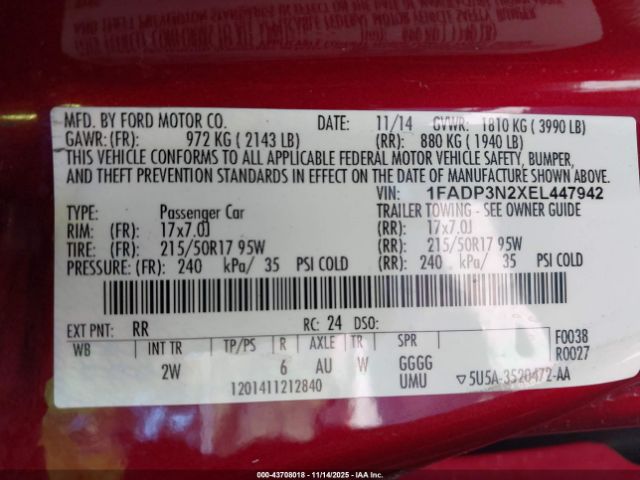 MFD. BY FORD MOTOR CO. DATE: 11/14 GVWR: 1810 KG ( 3990 LB)
GAWR: (FR): 972 KG ( 2143 LB) (RR): 880 KG ( 1940 LB)
THIS VEHICLE CONFORMS TO ALL APPLICABLE FEDERAL MOTOR VEHICLE SAFETY, BUMPER,
AND THEFT PREVENTION STANDARDS IN EFFECT ON THE DATE OF MANUFACTURE SHOWN ABOVE.
VIN: 1FADP3N2XEL447942
TYPE: Passenger Car TRAILER TOWING - SEE OWNER GUIDE
RIM: (FR): 17x7.0J (RR): 17x7.0J
TIRE: (FR): 215/50R17 95W (RR): 215/50R17 95W
PRESSURE: (FR): 240 kPa/ 35 PSI COLD (RR): 240 kPa/ 35 PSI COLD
EXT PNT: RR RC: 24 DSO: F0038
WB INT TR TP/PS R AXLE TR SPR R0027
2W 6 AU W GGGG
UMU ▽5U5A-3520472-AA
1201411212840
000-43708018 - 11/14/2025 - IAA Corp.